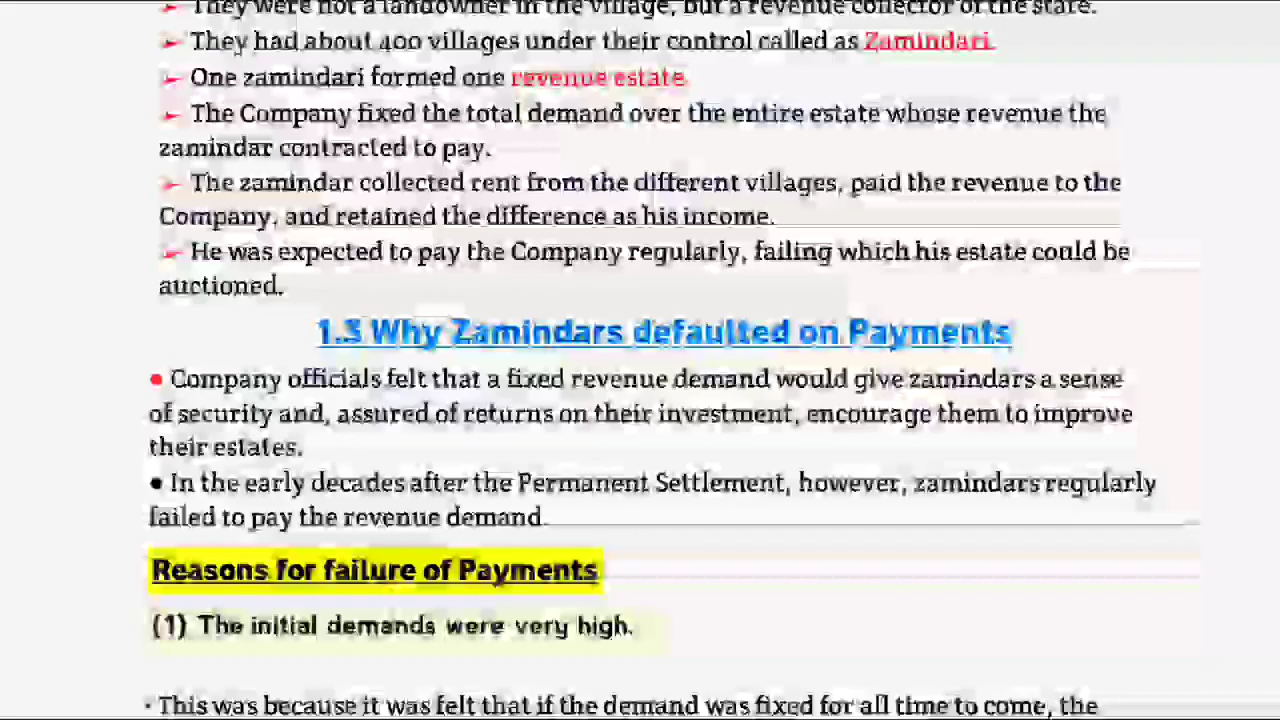 They were not a landowner in the village, but a revenue collector of the state.
➢ They had about 400 villages under their control called as Zamindari.
➢ One zamindari formed one revenue estate.
➢ The Company fixed the total demand over the entire estate whose revenue the
zamindar contracted to pay.
➢ The zamindar collected rent from the different villages, paid the revenue to the
Company, and retained the difference as his income.
➢ He was expected to pay the Company regularly, failing which his estate could be
auctioned.
1.3 Why Zamindars defaulted on Payments
• Company officials felt that a fixed revenue demand would give zamindars a sense
of security and, assured of returns on their investment, encourage them to improve
their estates.
• In the early decades after the Permanent Settlement, however, zamindars regularly
failed to pay the revenue demand.
Reasons for failure of Payments
(1) The initial demands were very high.
· This was because it was felt that if the demand was fixed for all time to come, the